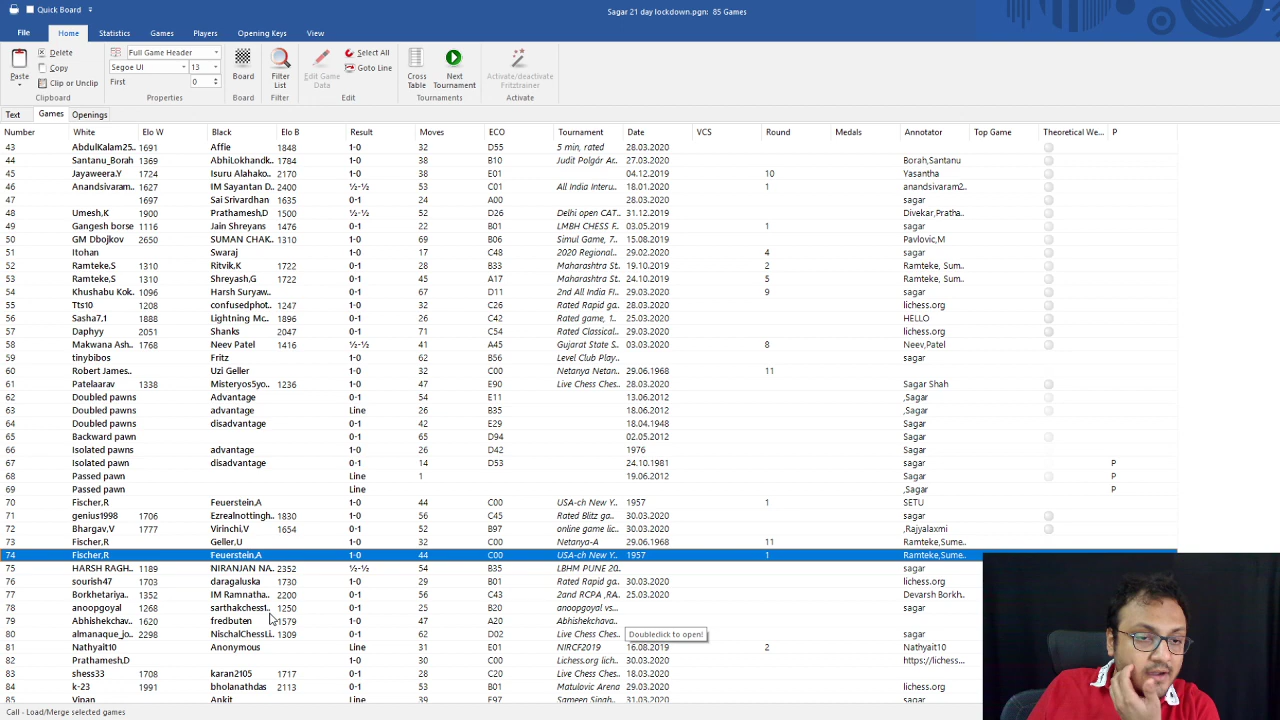 Quick Board
Sagar 21 day lockdown.pgn: 85 Games
File Home Statistics Games Players Opening Keys View
Paste Delete Copy Clip or Unclip Clipboard
Full Game Header Segoe UI 13 First 0 Properties
Board Board
Filter List Filter
Edit Game Data Select All Goto Line Edit
Cross Table Next Tournament Tournaments
Activate/deactivate Fritztrainer Activate
Text Games Openings
Number White Elo W Black Elo B Result Moves ECO Tournament Date VCS Round Medals Annotator Top Game Theoretical We... P
43 AbdulKalam25.. 1691 Affie 1848 1-0 32 D55 5 min, rated 28.03.2020
44 Santanu_Borah 1369 AbhiLokhandk.. 1784 1-0 38 B10 Judit Polgár Ar.. 27.03.2020 Borah,Santanu
45 Jayaweera.Y 1724 Isuru Alahako.. 2170 1-0 38 E01 04.12.2019 10 Yasantha
46 Anandsivaram.. 1627 IM Sayantan D.. 2400 ½-½ 53 C01 All India Interu.. 18.01.2020 1 anandsivaram2..
47 1697 Sai Srivardhan 1635 0-1 24 A00 28.03.2020 sagar
48 Umesh,K 1900 Prathamesh,D 1500 ½-½ 52 D26 Delhi open CAT.. 31.12.2019 Divekar,Pratha..
49 Gangesh borse 1116 Jain Shreyans 1476 0-1 22 B01 LMBH CHESS F.. 03.05.2019 1 sagar
50 GM Dbojkov 2650 SUMAN CHAK.. 1310 1-0 69 B06 Simul Game, 7.. 15.08.2019 Pavlovic,M
51 Itohan Swaraj 0-1 17 C48 2020 Regional.. 29.02.2020 4 sagar
52 Ramteke,S 1310 Ritvik,K 1722 1-0 28 B33 Maharashtra St.. 19.10.2019 2 Ramteke, Sum..
53 Ramteke,S 1310 Shreyash,G 1722 0-1 45 A17 Maharashtra St.. 24.10.2019 5 Ramteke, Sum..
54 Khushabu Kok.. 1096 Harsh Suryaw.. 0-1 67 D11 2nd All India FI.. 29.03.2020 9 sagar
55 Tts10 1208 confusedphot.. 1247 1-0 32 C26 Rated Rapid ga.. 28.03.2020 lichess.org
56 Sasha7,1 1888 Lightning Mc.. 1896 1-0 26 C42 Rated game, 1.. 25.03.2020 HELLO
57 Daphyy 2051 Shanks 2047 0-1 71 C54 Rated Classical.. 29.03.2020 lichess.org
58 Makwana Ash.. 1768 Neev Patel 1416 ½-½ 41 A45 Gujarat State S.. 03.03.2020 8 Neev,Patel
59 tinybibos Fritz 1-0 62 B56 Level Club Play.. sagar
60 Robert James.. Uzi Geller 1-0 32 C00 Netanya Netan.. 29.06.1968 11
61 Patelaarav 1338 Misteryos5yo.. 1236 1-0 47 E90 Live Chess Ches.. 28.03.2020 Sagar Shah
62 Doubled pawns Advantage 0-1 54 E11 13.06.2012 ,Sagar
63 Doubled pawns advantage Line 26 B35 18.06.2012 ,Sagar
64 Doubled pawns disadvantage 0-1 42 E29 18.04.1948 Sagar
65 Backward pawn 0-1 65 D94 02.05.2012 Sagar
66 Isolated pawn advantage 1-0 26 D42 1976 Sagar
67 Isolated pawn disadvantage 0-1 14 D53 24.10.1981 sagar P
68 Passed pawn Line 1 19.06.2012 sagar P
69 Passed pawn Line ,Sagar P
70 Fischer,R Feuerstein,A 1-0 44 C00 USA-ch New Y.. 1957 1 SETU
71 genius1998 1706 Ezrealnottingh.. 1830 1-0 56 C45 Rated Blitz ga.. 30.03.2020 sagar
72 Bhargav,V 1777 Virinchi,V 1654 1-0 52 B97 online game lic.. 30.03.2020 ,Rajyalaxmi
73 Fischer,R Geller,U 1-0 32 C00 Netanya-A 29.06.1968 11 Ramteke,Sume..
74 Fischer,R Feuerstein,A 1-0 44 C00 USA-ch New Y.. 1957 1 Ramteke,Sume..
75 HARSH RAGH.. 1189 NIRANJAN NA.. 2352 ½-½ 44 B35 LBHM PUNE 20.. sagar
76 sourish47 1703 daragaluska 1730 1-0 29 B01 Rated Rapid ga.. 30.03.2020 lichess.org
77 Borkhetariya.. 1352 IM Ramnatha.. 2200 1-0 56 C43 2and RCPA ,RA.. 25.03.2020 Devarsh Borkh..
78 anoopgoyal 1268 sarthakchesst.. 1250 0-1 25 B20 anoopgoyal vs... sagar
79 Abhishekchav.. 1620 fredbuten 1579 1-0 47 A20 Abhishekchava..
80 almanaque_jo.. 2298 NischalChessLi.. 1309 0-1 62 D02 Live Chess Ches.. Doubleclick to open! sagar
81 Nathyait10 Anonymous Line 31 E01 NIRCF2019 16.08.2019 2 Nathyait10
82 Prathamesh,D 1-0 30 C00 Lichess.org lich.. 30.03.2020 https://lichess...
83 shess33 1708 karan2105 1717 0-1 28 C20 Rated Rapid ga.. 30.03.2020
84 k-23 1991 bholanathdas 2113 0-1 53 B01 Matulovic Arena 29.03.2020 lichess.org
85 Vipan Ankit 1-0 36 E97 Sameen Singh.. 31.03.2020 sagar
Call - Load/Merge selected games